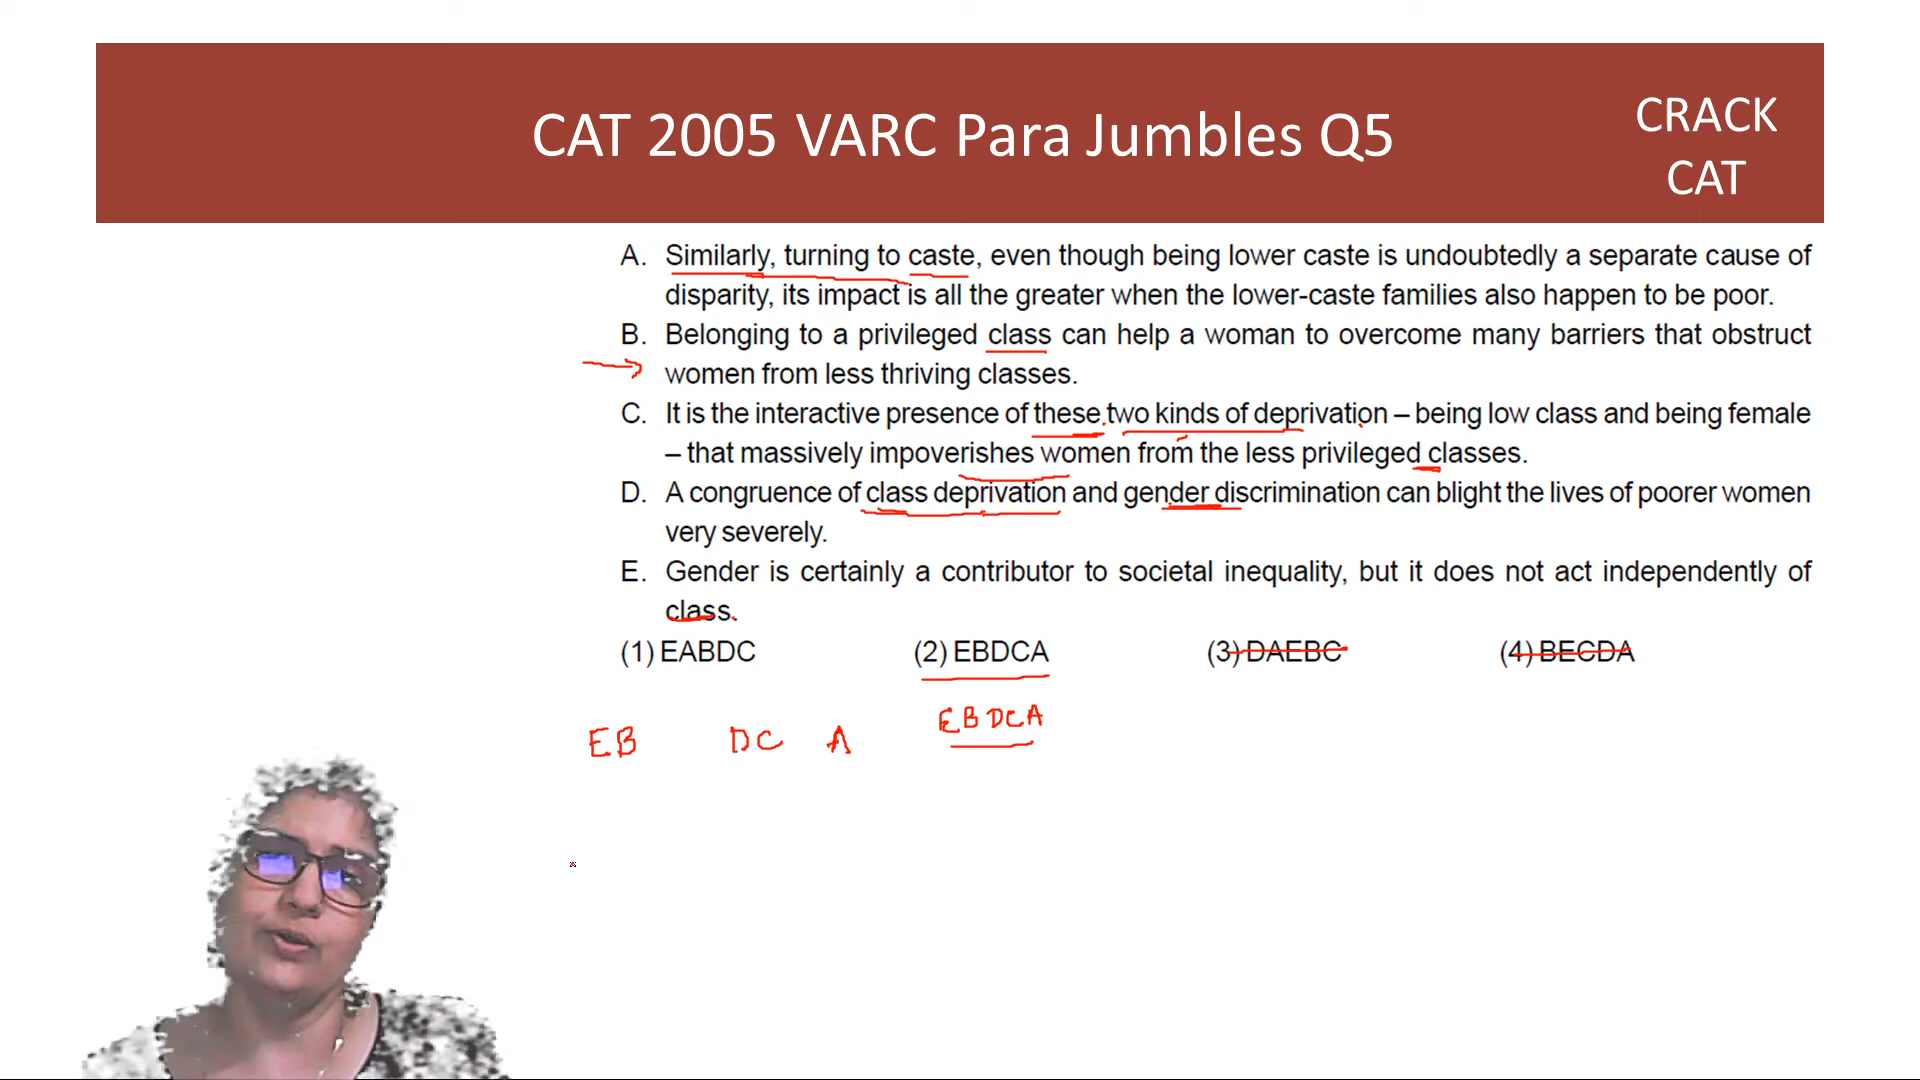 CAT 2005 VARC Para Jumbles Q5
CRACK
CAT
A. Similarly, turning to caste, even though being lower caste is undoubtedly a separate cause of
disparity, its impact is all the greater when the lower-caste families also happen to be poor.
B. Belonging to a privileged class can help a woman to overcome many barriers that obstruct
women from less thriving classes.
C. It is the interactive presence of these two kinds of deprivation – being low class and being female
– that massively impoverishes women from the less privileged classes.
D. A congruence of class deprivation and gender discrimination can blight the lives of poorer women
very severely.
E. Gender is certainly a contributor to societal inequality, but it does not act independently of
class.
(1) EABDC (2) EBDCA (3) DAEBC (4) BECDA
EBDCA
EB DC A